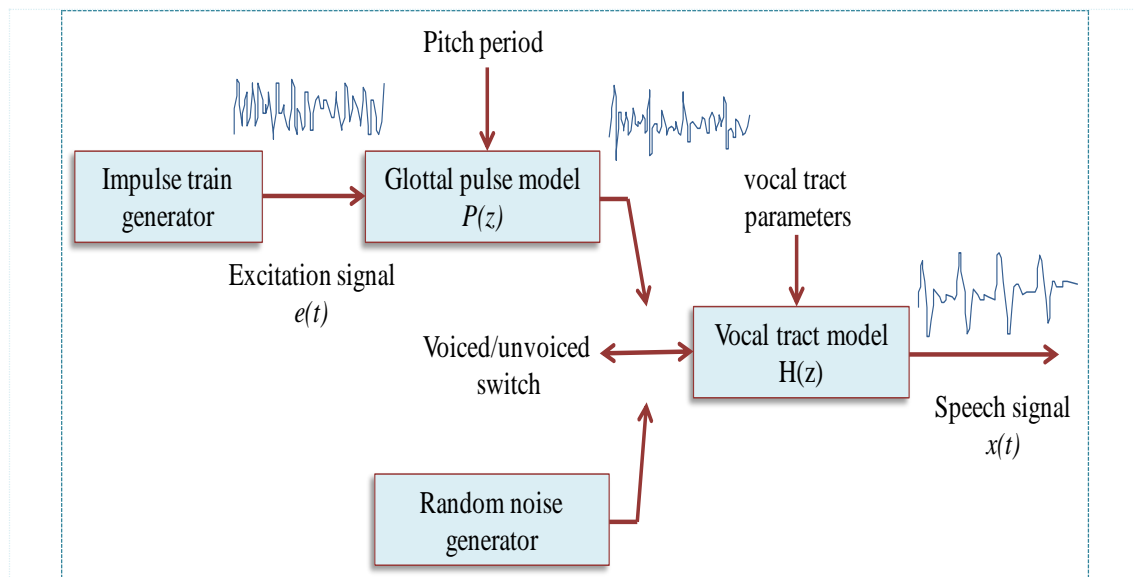 Pitch period
Impulse train
generator
Glottal pulse model
P(z)
vocal tract
parameters
Excitation signal
e(t)
Voiced/unvoiced
switch
Vocal tract model
H(z)
Speech signal
x(t)
Random noise
generator